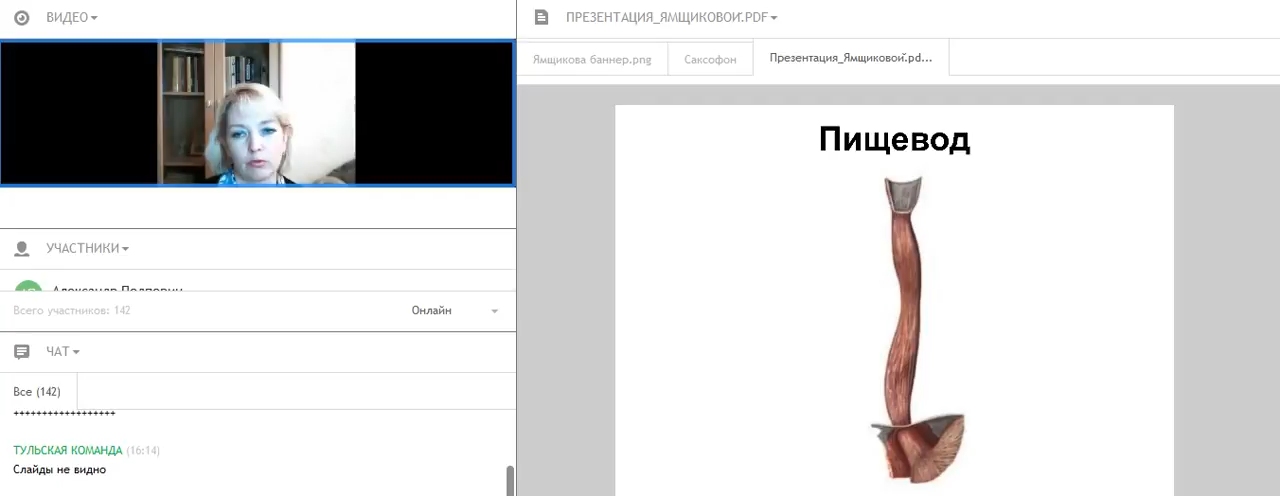 ВИДЕО
УЧАСТНИКИ
Всего участников: 142
Онлайн
ЧАТ
Все (142)
++++++++++++++++++
ТУЛЬСКАЯ КОМАНДА (16:14)
Слайды не видно
ПРЕЗЕНТАЦИЯ_ЯМЩИКОВОЙ.PDF
Ямщикова баннер.png
Саксофон
Презентация_Ямщиковой.pd...
Пищевод